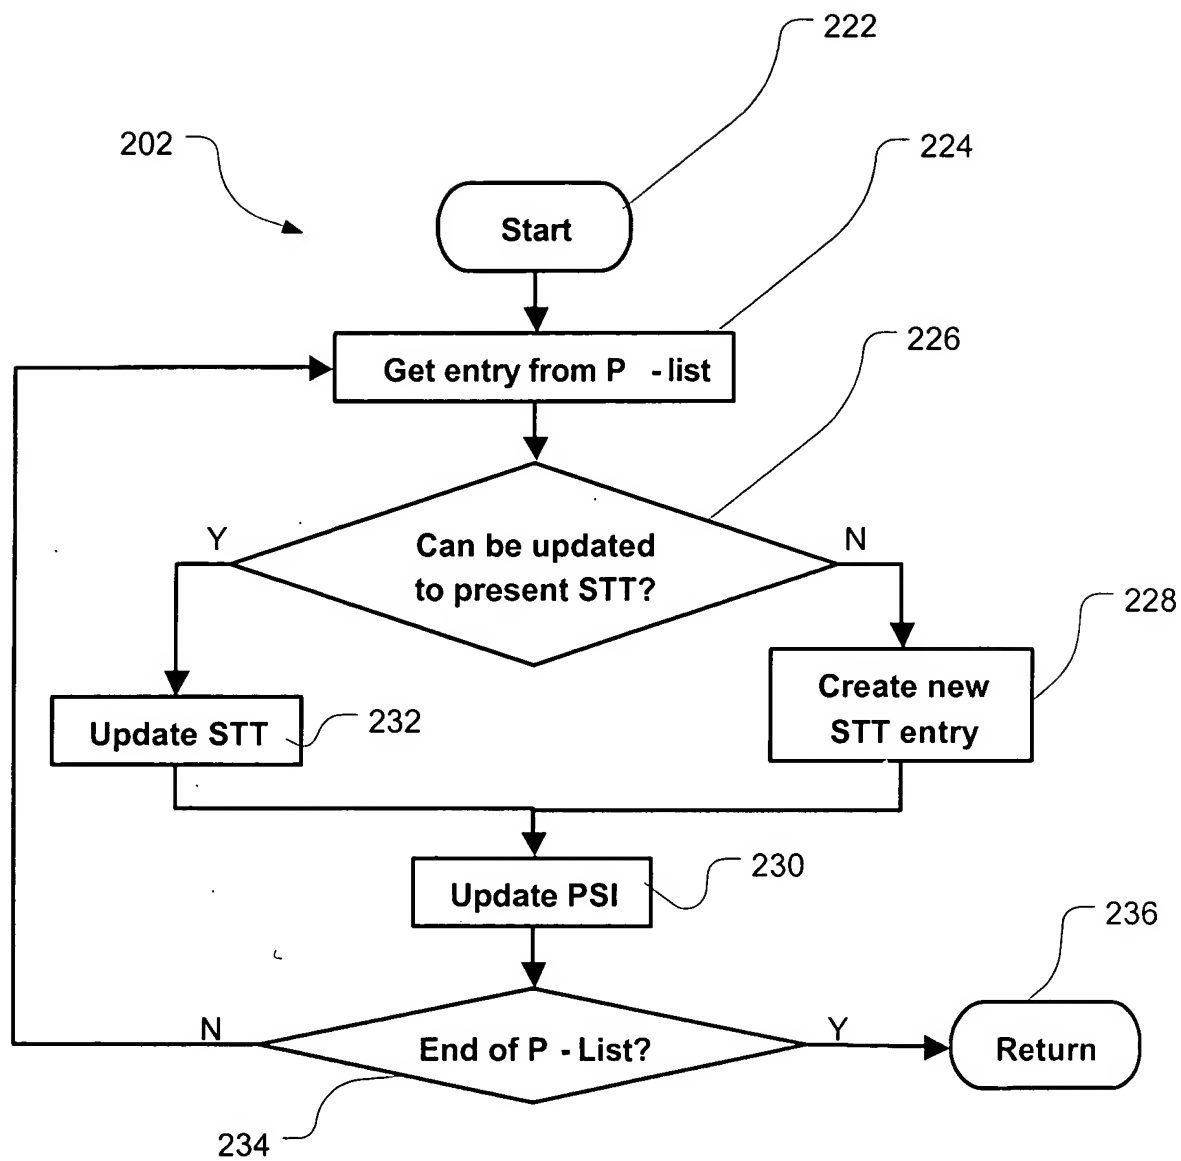 222
202
224
Start
226
Get entry from P - list
Y
N
Can be updated
to present STT?
228
Create new
STT entry
232
Update STT
230
Update PSI
236
N
Y
End of P - List?
Return
234